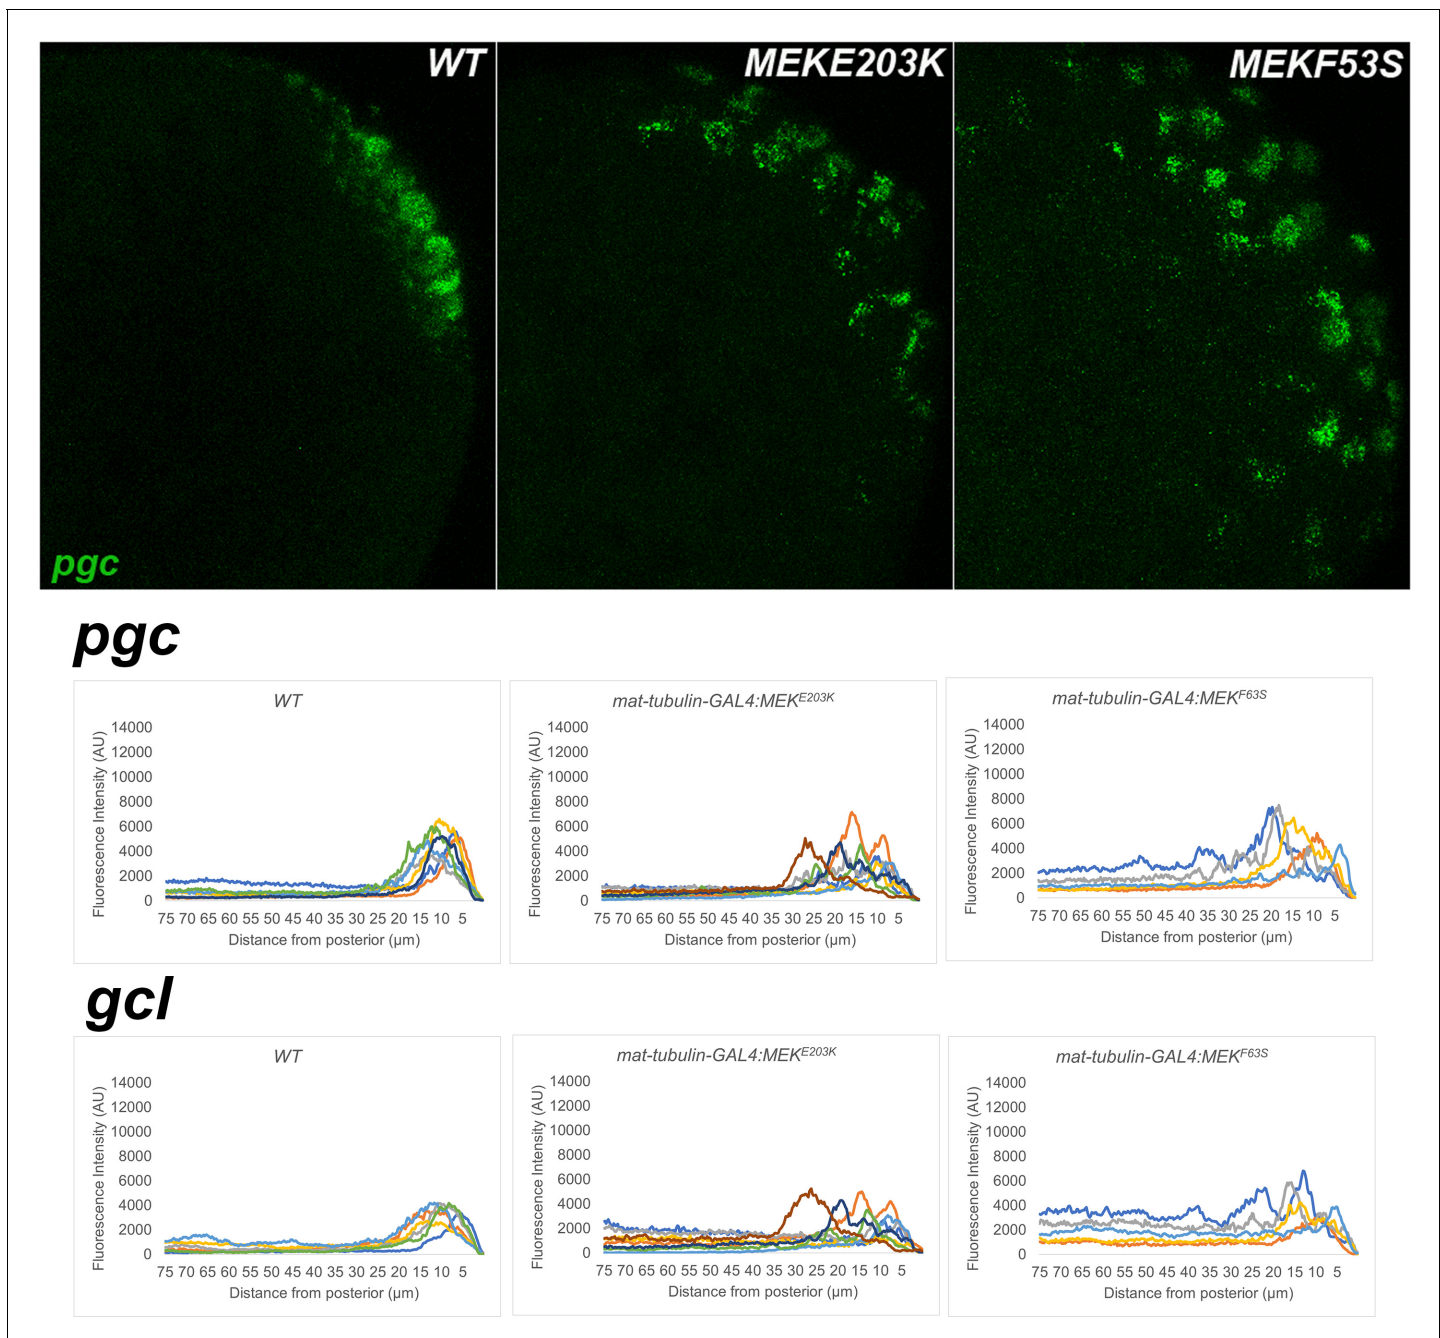 WT
MEKE203K
MEKF53S
pgc
pgc
WT
Fluorescence Intensity (AU)
14000
12000
10000
8000
6000
4000
2000
0
75 70 65 60 55 50 45 40 35 30 25 20 15 10 5
Distance from posterior (µm)
mat-tubulin-GAL4:MEKE203K
Fluorescence Intensity (AU)
14000
12000
10000
8000
6000
4000
2000
0
75 70 65 60 55 50 45 40 35 30 25 20 15 10 5
Distance from posterior (µm)
mat-tubulin-GAL4:MEKF63S
Fluorescence Intensity (AU)
14000
12000
10000
8000
6000
4000
2000
0
75 70 65 60 55 50 45 40 35 30 25 20 15 10 5
Distance from posterior (µm)
gcl
WT
Fluorescence Intensity (AU)
14000
12000
10000
8000
6000
4000
2000
0
75 70 65 60 55 50 45 40 35 30 25 20 15 10 5
Distance from posterior (µm)
mat-tubulin-GAL4:MEKE203K
Fluorescence Intensity (AU)
14000
12000
10000
8000
6000
4000
2000
0
75 70 65 60 55 50 45 40 35 30 25 20 15 10 5
Distance from posterior (µm)
mat-tubulin-GAL4:MEKF63S
Fluorescence Intensity (AU)
14000
12000
10000
8000
6000
4000
2000
0
75 70 65 60 55 50 45 40 35 30 25 20 15 10 5
Distance from posterior (µm)